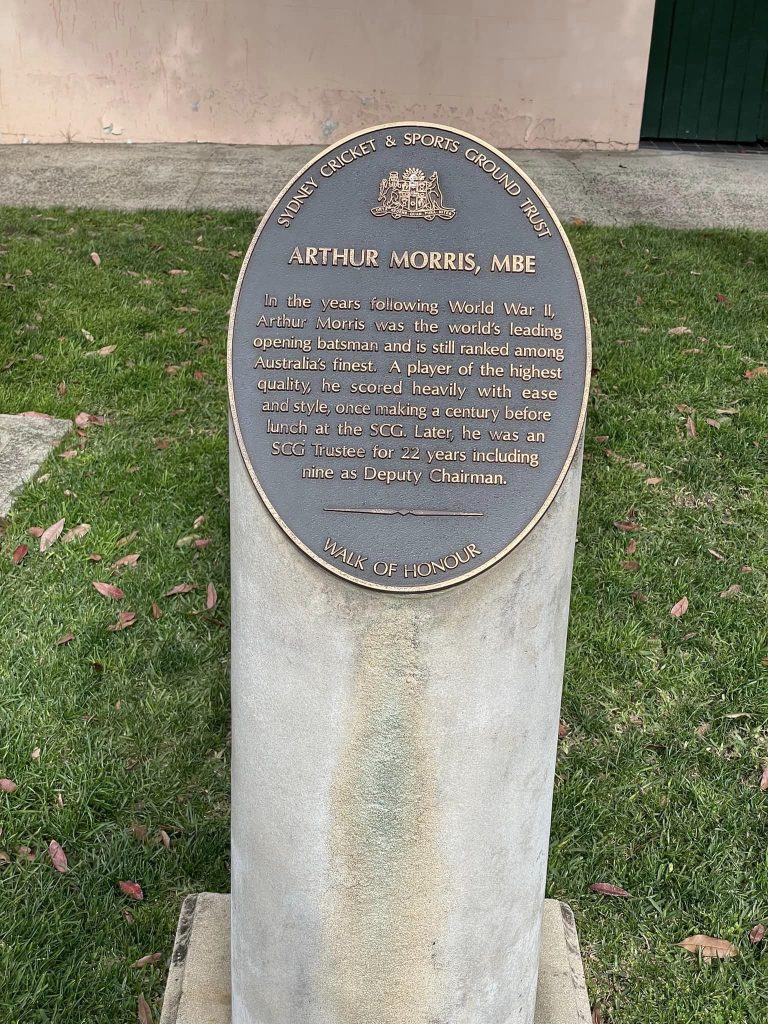 SYDNEY CRICKET & SPORTS GROUND TRUST
ARTHUR MORRIS, MBE
In the years following World War II,
Arthur Morris was the world's leading
opening batsman and is still ranked among
Australia's finest. A player of the highest
quality, he scored heavily with ease
and style, once making a century before
lunch at the SCG. Later, he was an
SCG Trustee for 22 years including
nine as Deputy Chairman.
WALK OF HONOUR